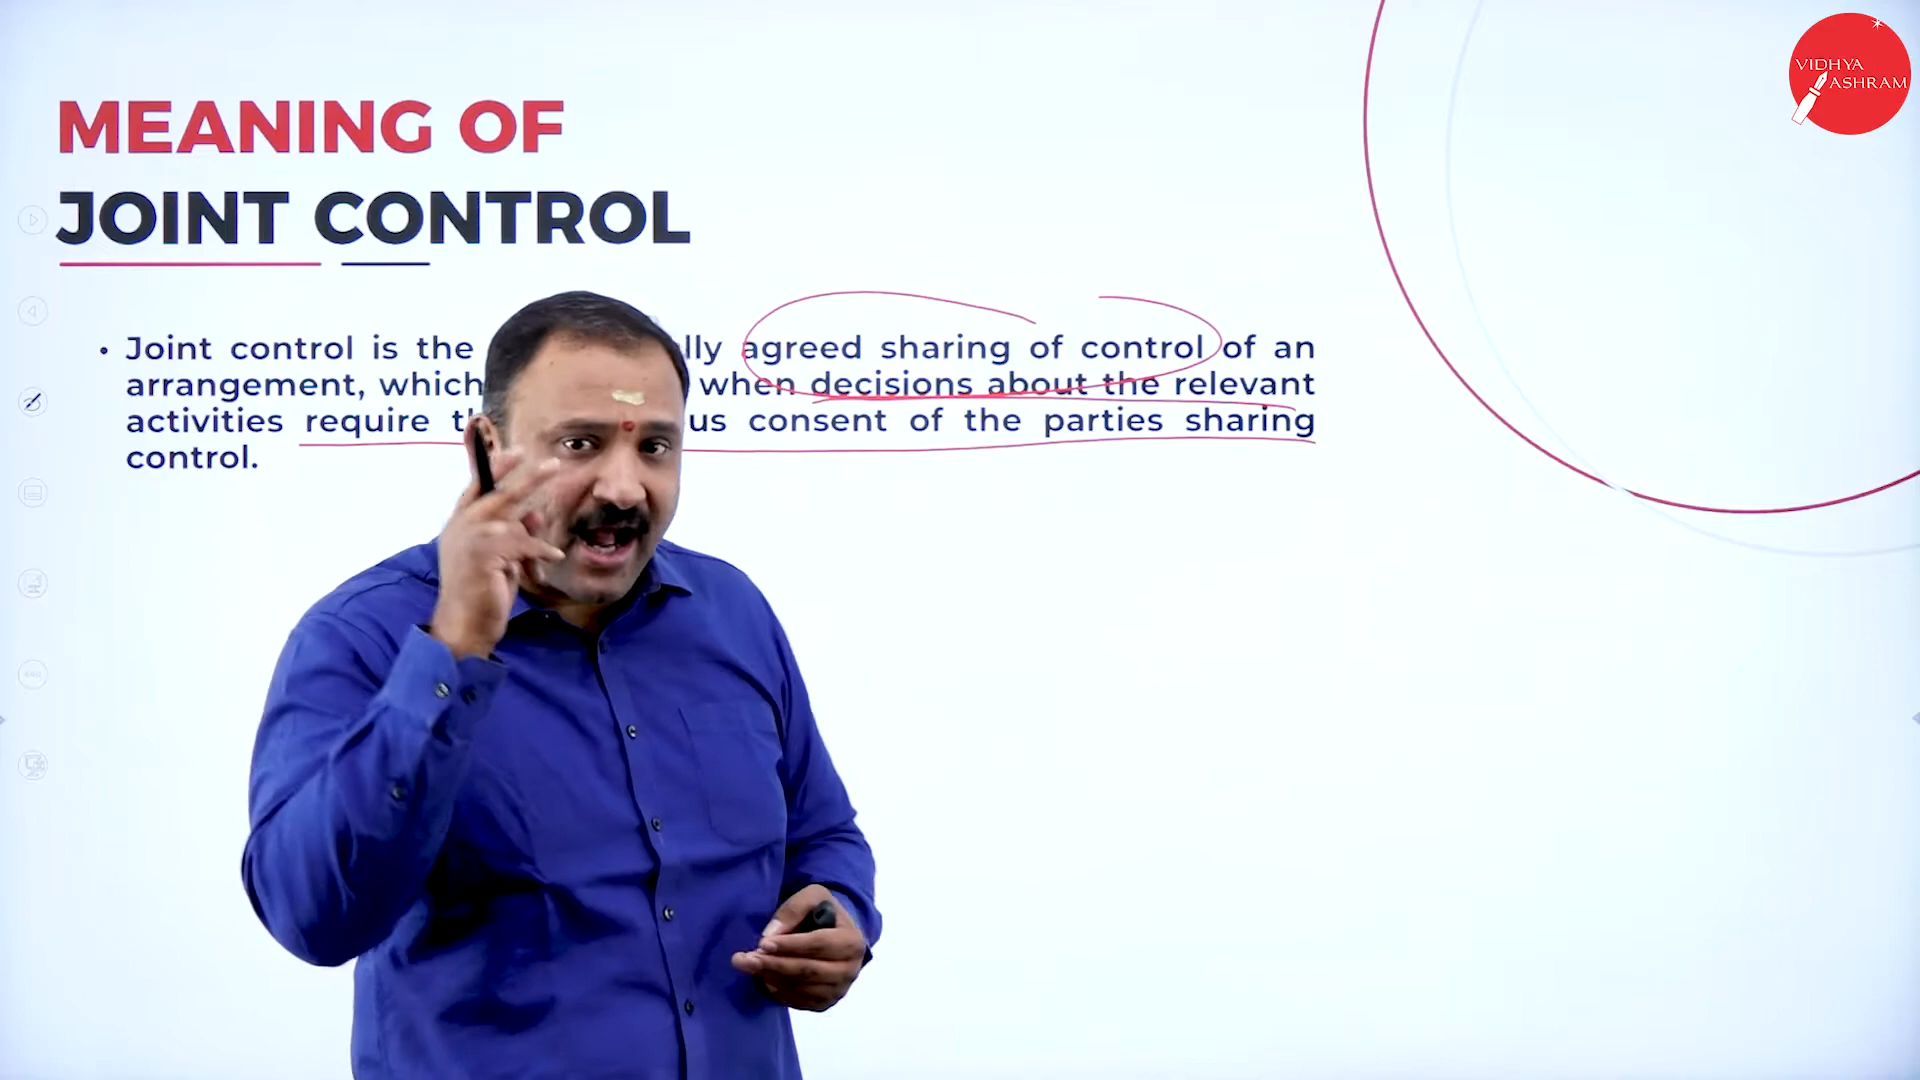 VIDHYA
ASHRAM
MEANING OF
JOINT CONTROL
• Joint control is the lly agreed sharing of control of an
arrangement, which when decisions about the relevant
activities require us consent of the parties sharing
control.